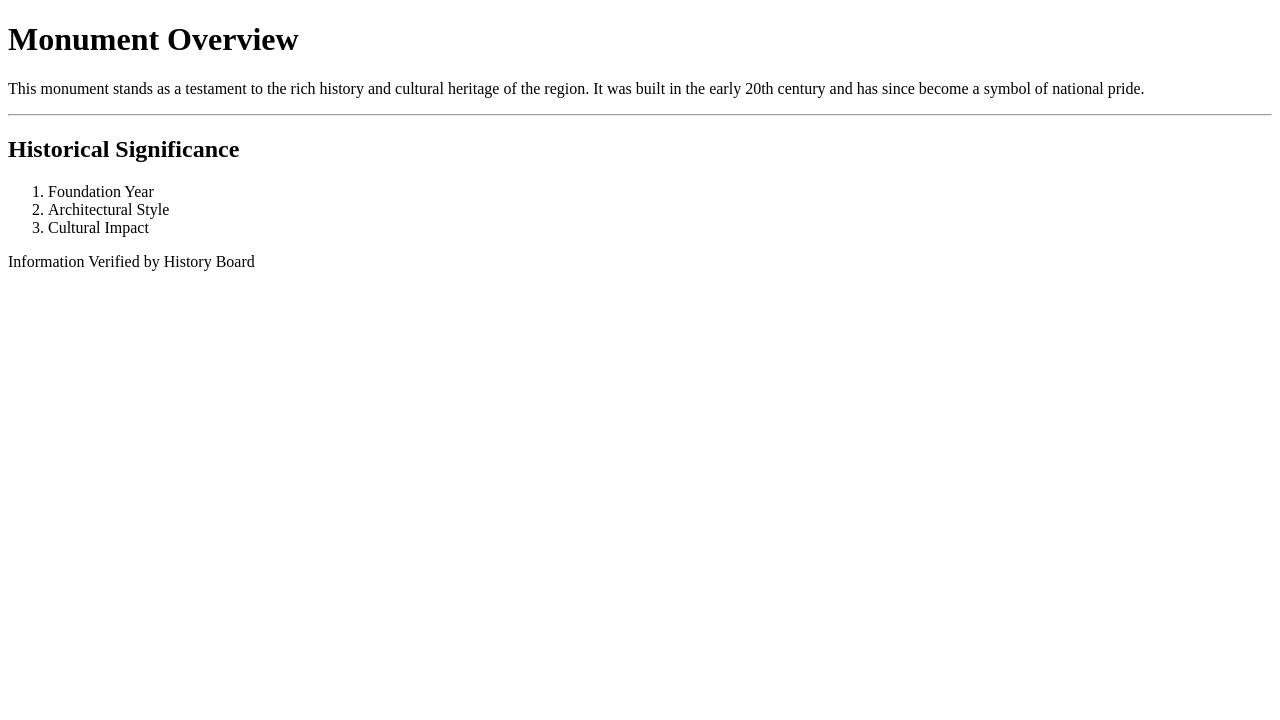 Monument Overview
This monument stands as a testament to the rich history and cultural heritage of the region. It was built in the early 20th century and has since become a symbol of national pride.
Historical Significance
1. Foundation Year
2. Architectural Style
3. Cultural Impact
Information Verified by History Board